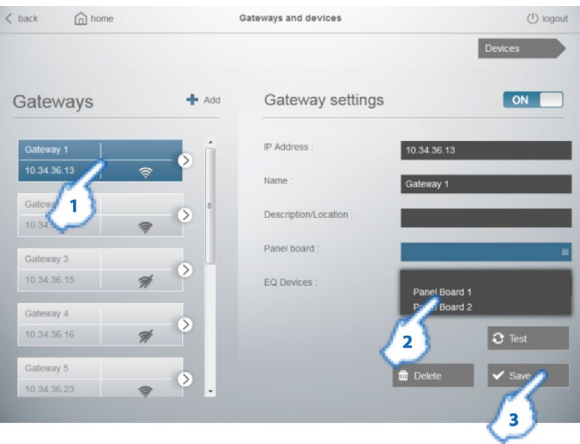 back
home
Gateways and devices
logout
Devices
Gateways
Add
Gateway settings
ON
Gateway 1
10.34.36.13
1
10.34
Gateway 3
10.34.36.15
Gateway 4
10.34.36.16
Gateway 5
10.34.36.23
IP Address :
10.34.36.13
Name :
Gateway 1
Description/Location :
Panel board :
EQ Devices :
Panel Board 1
Board 2
2
Test
Delete
Save
3